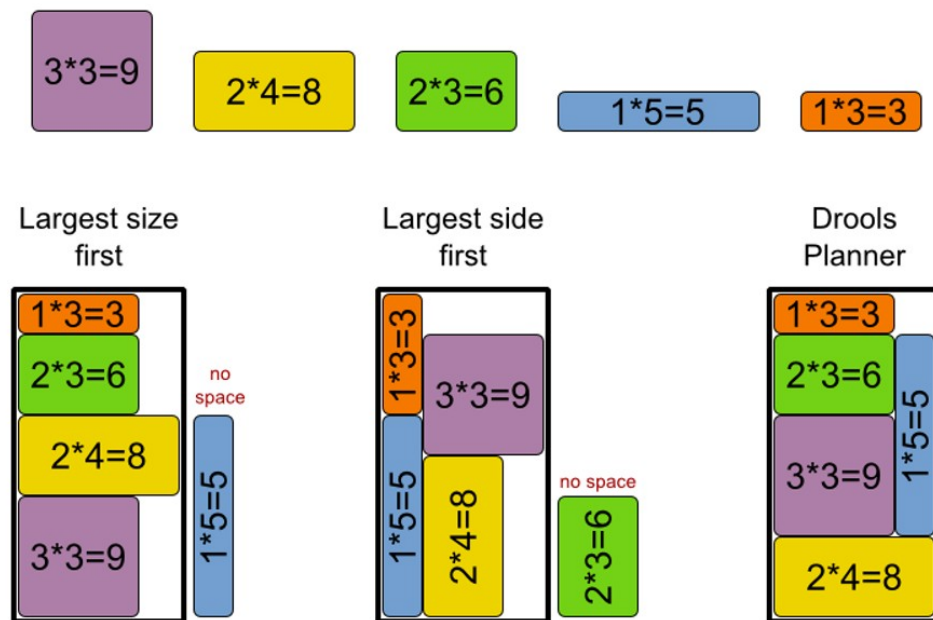 3*3=9
2*4=8
2*3=6
1*5=5
1*3=3
Largest size
first
Largest side
first
Drools
Planner
1*3=3
2*3=6
2*4=8
3*3=9
no
space
1*5=5
1*3=3
3*3=9
1*5=5
2*4=8
no space
2*3=6
1*3=3
2*3=6
1*5=5
3*3=9
2*4=8